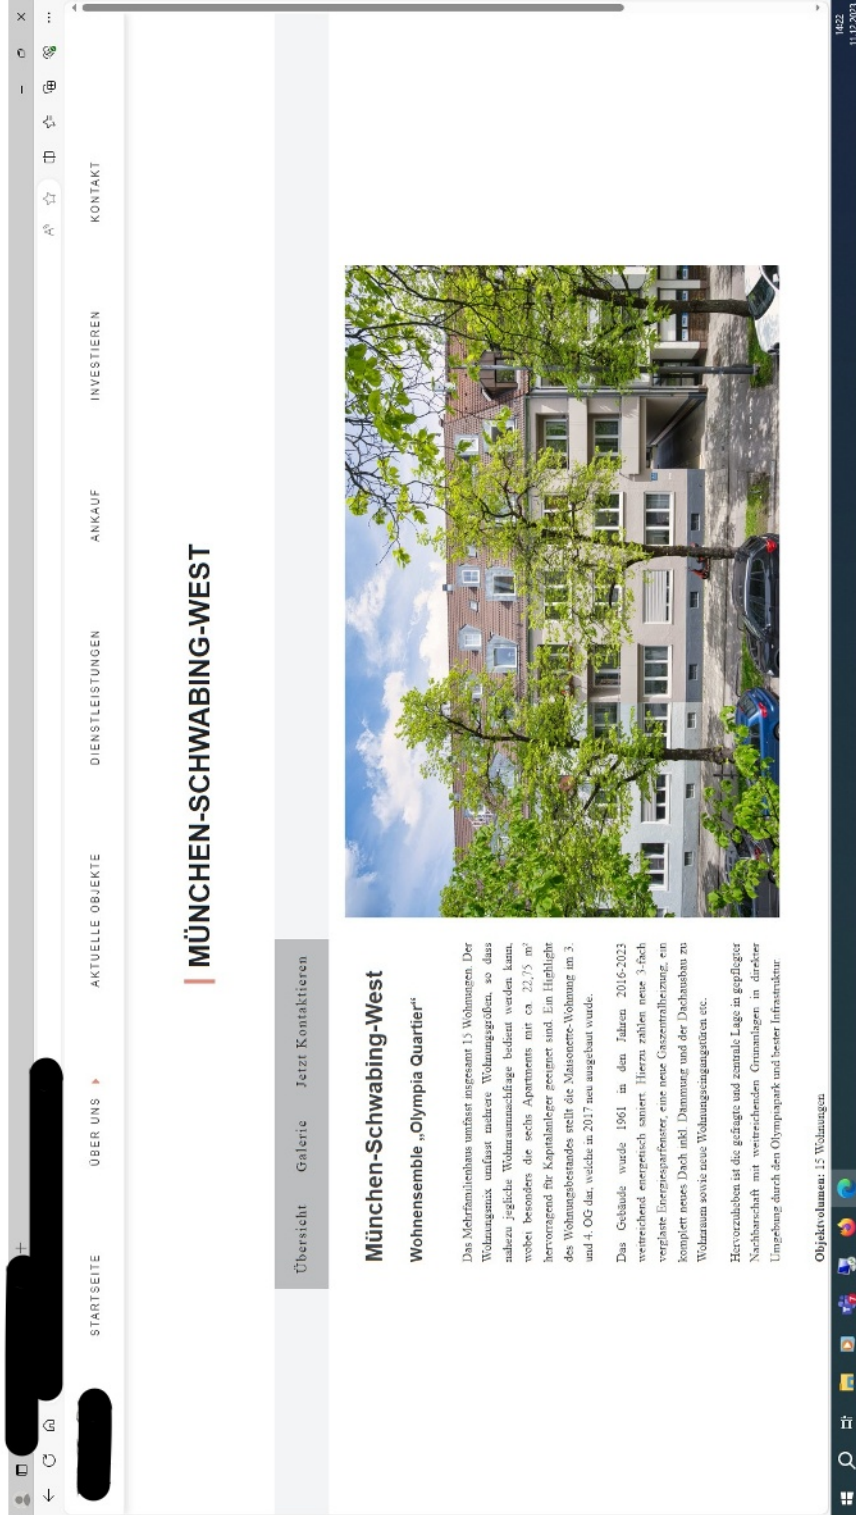 STARTSEITE
ÜBER UNS
AKTUELLE OBJEKTE
DIENSTLEISTUNGEN
ANKAUF
INVESTIEREN
KONTAKT
MÜNCHEN-SCHWABING-WEST
Übersicht Galerie Jetzt Kontaktieren
München-Schwabing-West
Wohnensemble „Olympia Quartier“
Das Mehrfamilienhaus umfasst insgesamt 15 Wohnungen. Der
Wohnungsmix umfasst mehrere Wohnungsgrößen, so dass
nahezu jegliche Wohnraumnachfrage bedient werden kann,
wobei besonders die sechs Apartments mit ca. 22,75 m²
hervorragend für Kapitalanleger geeignet sind. Ein Highlight
des Wohnungsbestandes stellt die Maisonette-Wohnung im 3.
und 4. OG dar, welche in 2017 neu ausgebaut wurde.
Das Gebäude wurde 1961 in den Jahren 2016-2023
weitreichend energetisch saniert. Hierzu zählen neue 3-fach
verglaste Energiesparfenster, eine neue Gaszentralheizung, ein
komplett neues Dach inkl. Dämmung und der Dachausbau zu
Wohnraum sowie neue Wohnungseingangstüren etc.
Hervorzuheben ist die gefragte und zentrale Lage in gepflegter
Nachbarschaft mit weitreichenden Grünanlagen in direkter
Umgebung durch den Olympiapark und bester Infrastruktur.
Objektvolumen: 15 Wohnungen
14:22
11.12.2023